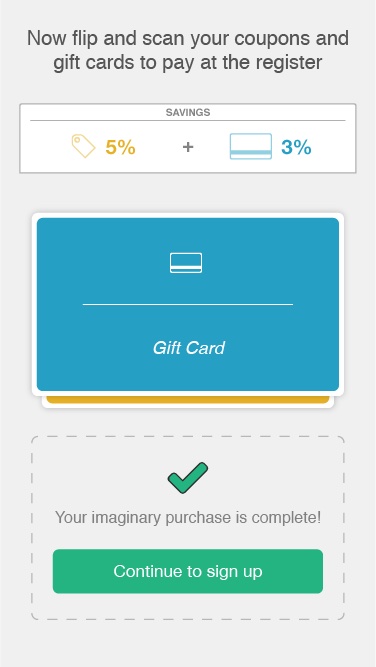 Now flip and scan your coupons and
gift cards to pay at the register
SAVINGS
5% + 3%
Gift Card
Your imaginary purchase is complete!
Continue to sign up